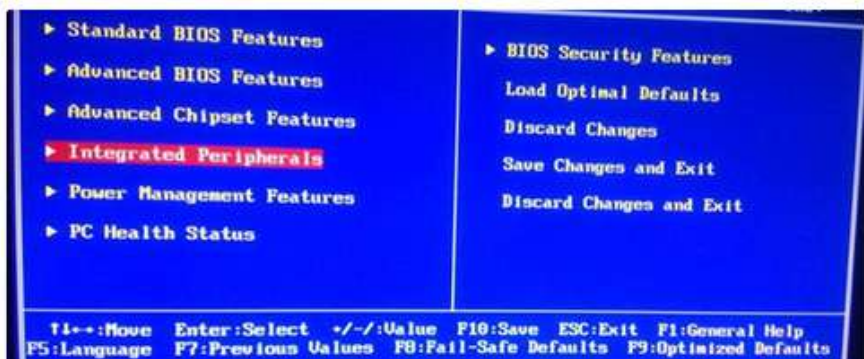 ▶ Standard BIOS Features
▶ Advanced BIOS Features
▶ Advanced Chipset Features
▶ Integrated Peripherals
▶ Power Management Features
▶ PC Health Status
▶ BIOS Security Features
Load Optimal Defaults
Discard Changes
Save Changes and Exit
Discard Changes and Exit
↑↓←→:Move Enter:Select +/-/:Value F10:Save ESC:Exit F1:General Help
F5:Language F7:Previous Values F8:Fail-Safe Defaults F9:Optimized Defaults